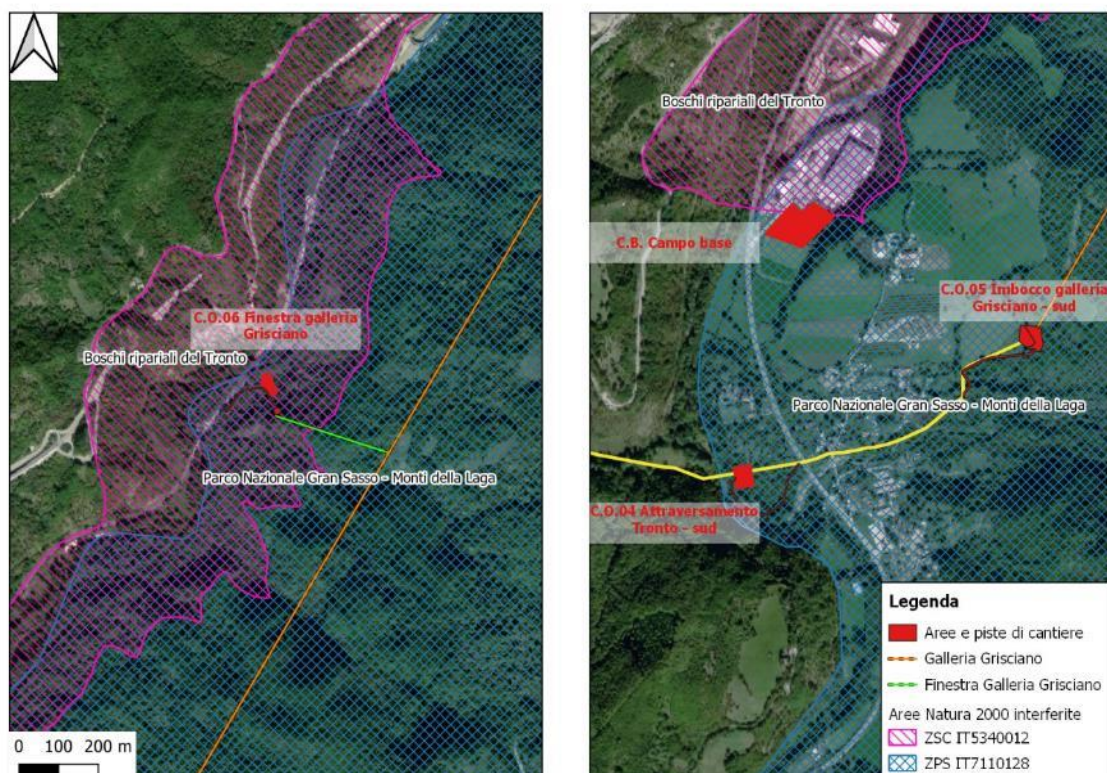 C.O.06 Finestra galleria
Grisciano
Boschi ripariali del Tronto
Parco Nazionale Gran Sasso - Monti della Laga
0 100 200 m
Boschi ripariali del Tronto
C.B. Campo base
C.O.05 Imbocco galleria
Grisciano - sud
Parco Nazionale Gran Sasso - Monti della Laga
C.O.04 Attraversamento
Tronto - sud
Legenda
Aree e piste di cantiere
Galleria Grisciano
Finestra Galleria Grisciano
Aree Natura 2000 interferite
ZSC IT5340012
ZPS IT7110128